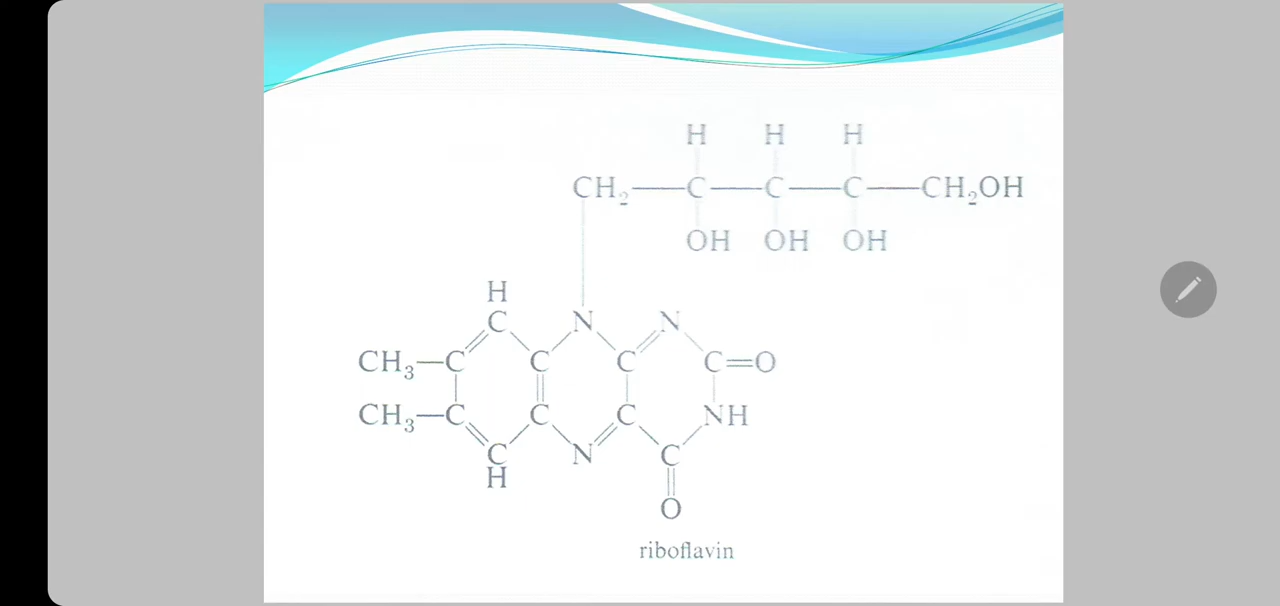 H H H
CH₂—C—C—C—CH₂OH
OH OH OH
H
C N N
CH₃—C C C C=O
CH₃—C C C NH
C N C
H
O
riboflavin